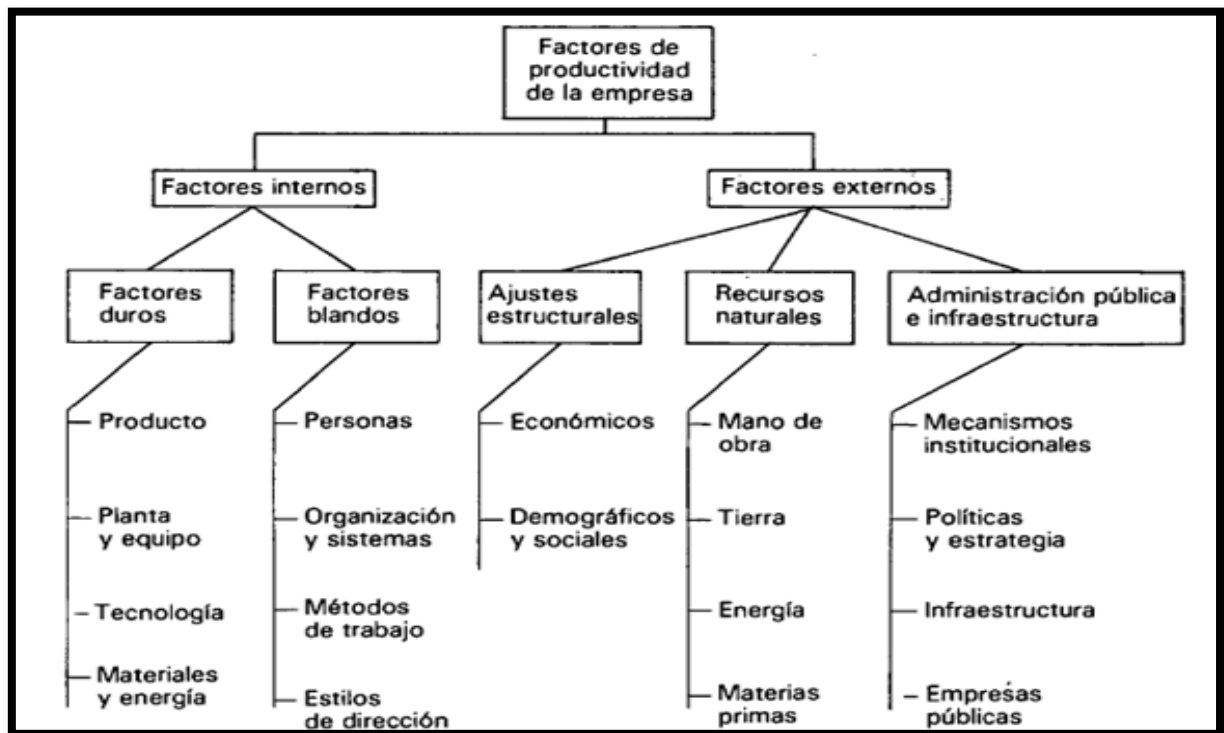 Factores de
productividad
de la empresa
Factores internos
Factores externos
Factores
duros
Factores
blandos
Ajustes
estructurales
Recursos
naturales
Administración pública
e infraestructura
Producto
Planta
y equipo
Tecnología
Materiales
y energía
Personas
Organización
y sistemas
Métodos
de trabajo
Estilos
de dirección
Económicos
Demográficos
y sociales
Mano de
obra
Tierra
Energía
Materias
primas
Mecanismos
institucionales
Políticas
y estrategia
Infraestructura
Empresas
públicas